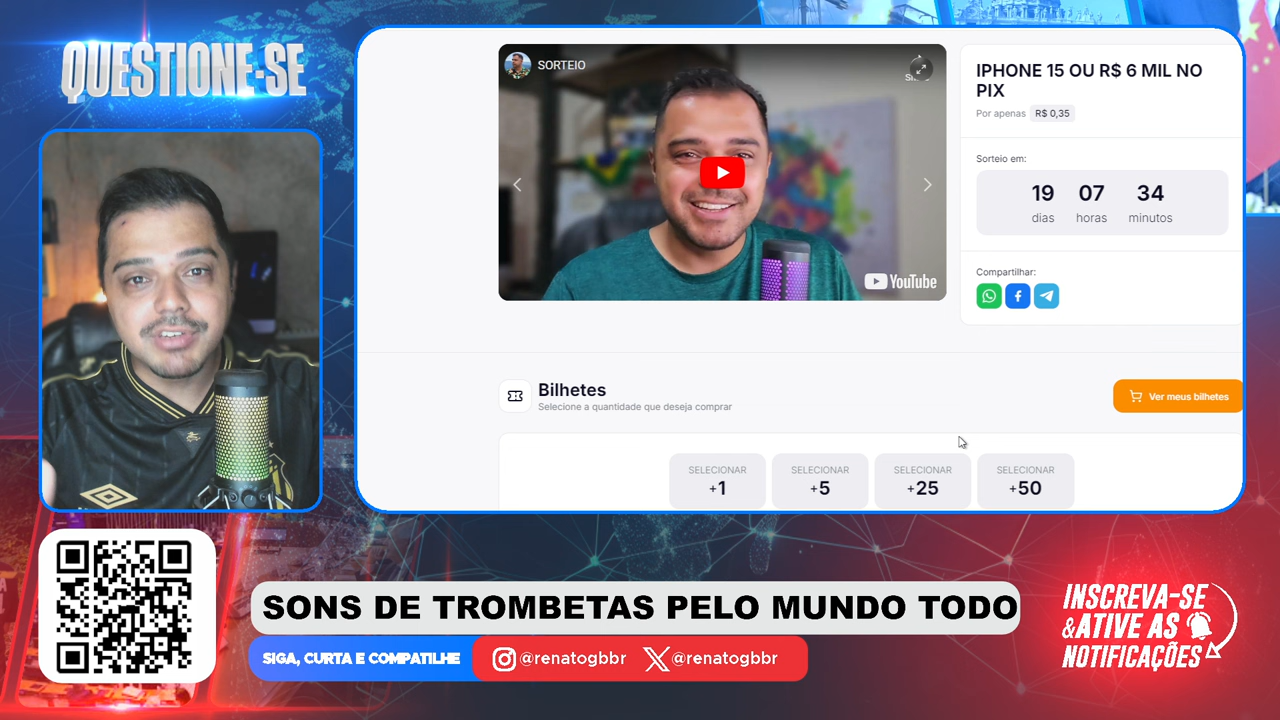 QUESTIONE-SE
SORTEIO
YouTube
IPHONE 15 OU R$ 6 MIL NO
PIX
Por apenas R$ 0,35
Sorteio em:
19 07 34
dias horas minutos
Compartilhar:
Bilhetes
Selecione a quantidade que deseja comprar
Ver meus bilhetes
SELECIONAR SELECIONAR SELECIONAR SELECIONAR
+1 +5 +25 +50
SONS DE TROMBETAS PELO MUNDO TODO
SIGA, CURTA E COMPATILHE @renatogbbr @renatogbbr
INSCREVA-SE
&ATIVE AS
NOTIFICAÇÕES